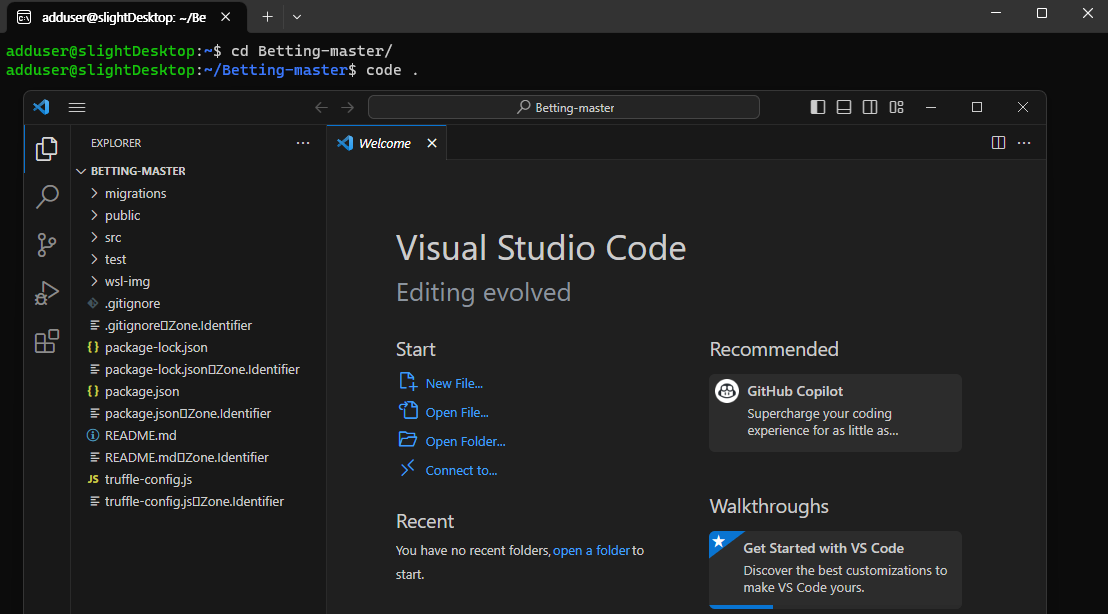 adduser@slightDesktop: ~/Be
adduser@slightDesktop:~$ cd Betting-master/
adduser@slightDesktop:~/Betting-master$ code .
Betting-master
EXPLORER
Welcome
BETTING-MASTER
migrations
public
src
test
wsl-img
.gitignore
.gitignore▯Zone.Identifier
package-lock.json
package-lock.json▯Zone.Identifier
package.json
package.json▯Zone.Identifier
README.md
README.md▯Zone.Identifier
JS truffle-config.js
truffle-config.js▯Zone.Identifier
Visual Studio Code
Editing evolved
Start
New File...
Open File...
Open Folder...
Connect to...
Recent
You have no recent folders, open a folder to
start.
Recommended
GitHub Copilot
Supercharge your coding
experience for as little as...
Walkthroughs
Get Started with VS Code
Discover the best customizations to
make VS Code yours.